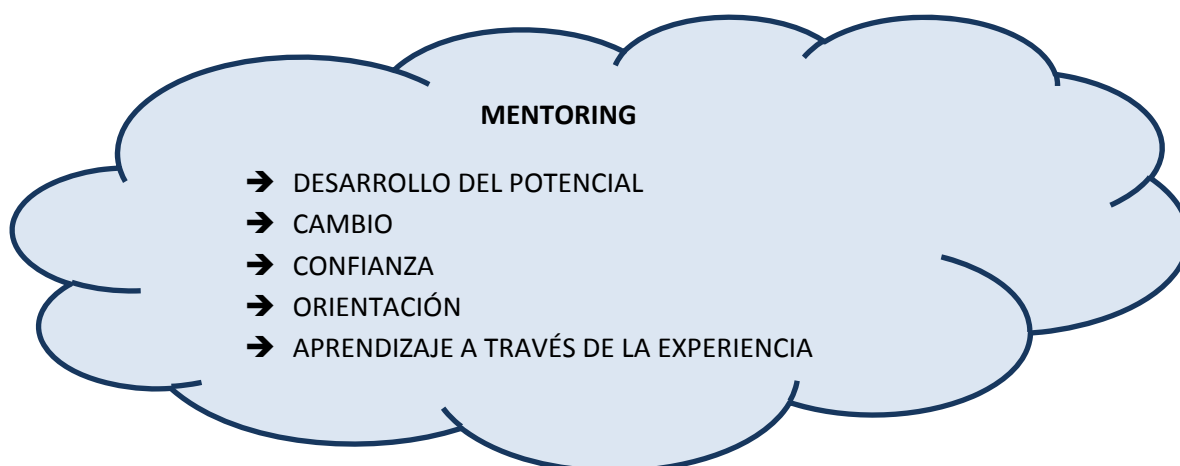 MENTORING
➔ DESARROLLO DEL POTENCIAL
➔ CAMBIO
➔ CONFIANZA
➔ ORIENTACIÓN
➔ APRENDIZAJE A TRAVÉS DE LA EXPERIENCIA